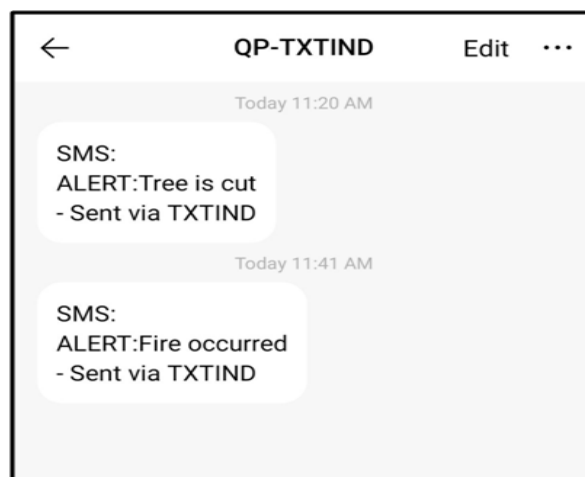 ← QP-TXTIND Edit ...
Today 11:20 AM
SMS:
ALERT:Tree is cut
- Sent via TXTIND
Today 11:41 AM
SMS:
ALERT:Fire occurred
- Sent via TXTIND